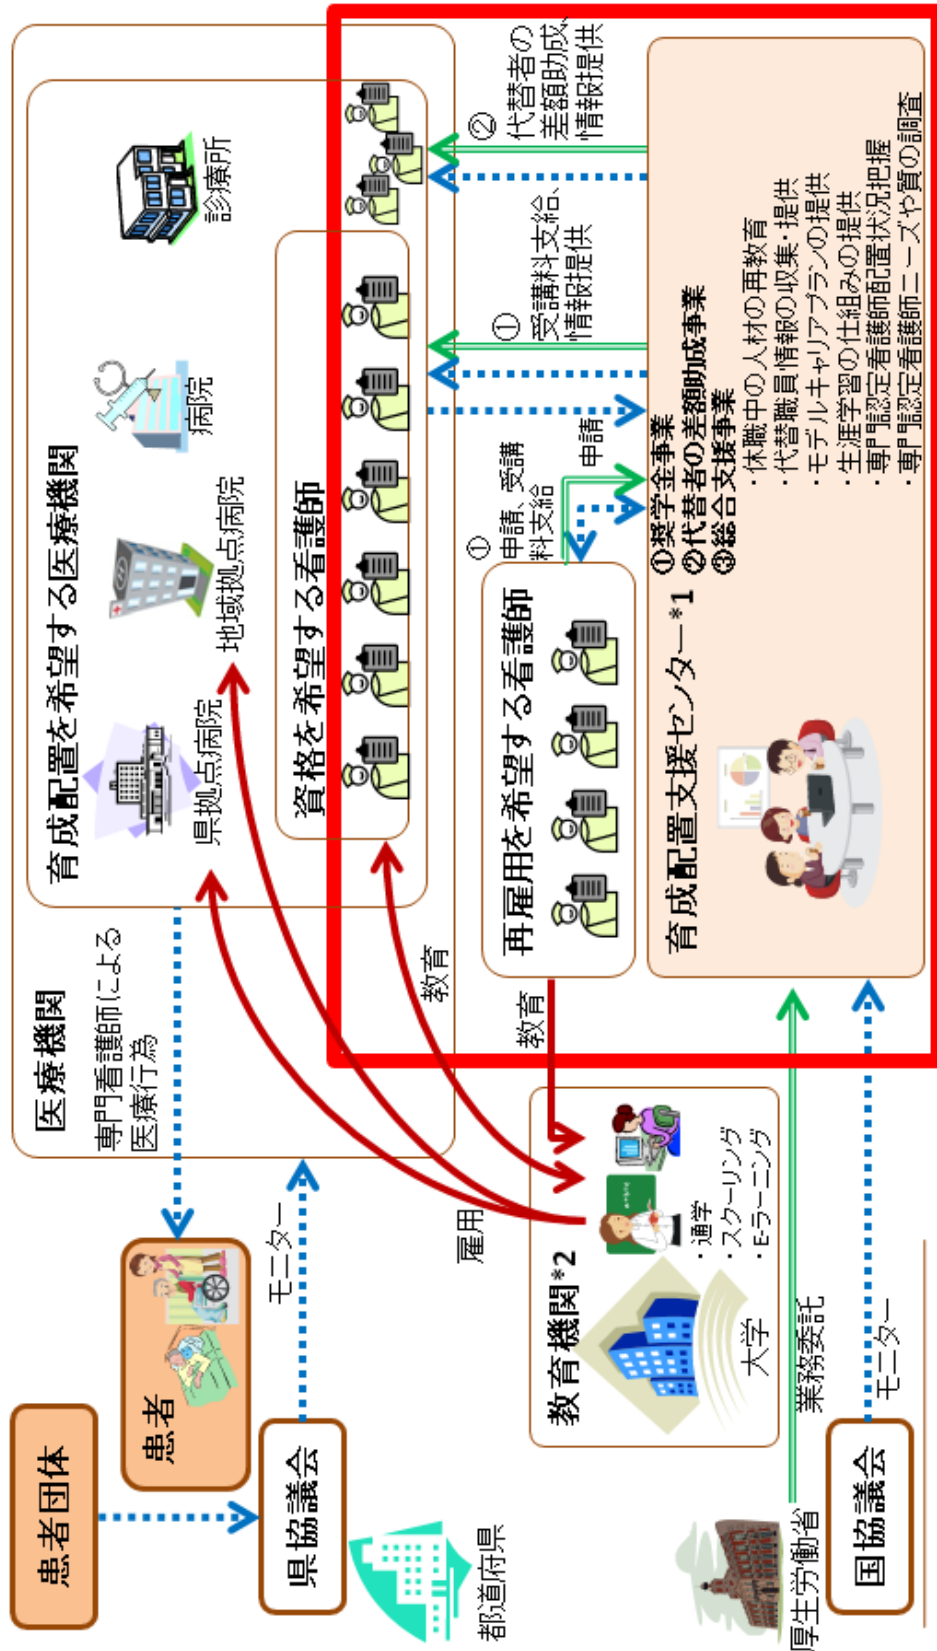 患者団体
患者
県協議会
都道府県
モニター
医療機関
専門看護師による
医療行為
育成配置を希望する医療機関
県拠点病院
地域拠点病院
病院
診療所
資格を希望する看護師
雇用
教育
教育
教育機関*2
大学
・通学
・スクーリング
・E-ラーニング
再雇用を希望する看護師
①
申請、受講
料支給
申請
①
受講料支給、
情報提供
②
代替者の
差額助成、
情報提供
厚生労働省
業務委託
国協議会
モニター
育成配置支援センター*1
①奨学金事業
②代替者の差額助成事業
③総合支援事業
・休職中の人材の再教育
・代替職員情報の収集・提供
・モデルキャリアプランの提供
・生涯学習の仕組みの提供
・専門認定看護師配置状況把握
・専門認定看護師ニーズや質の調査